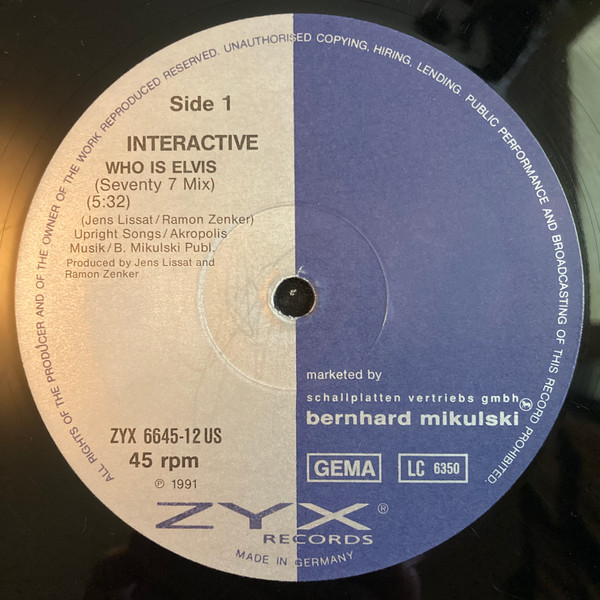 ALL RIGHTS OF THE PRODUCER AND OF THE OWNER OF THE WORK REPRODUCED RESERVED. UNAUTHORISED COPYING, HIRING, LENDING, PUBLIC PERFORMANCE AND BROADCASTING OF THIS RECORD PROHIBITED.
Side 1
INTERACTIVE
WHO IS ELVIS
(Seventy 7 Mix)
(5:32)
(Jens Lissat/Ramon Zenker)
Upright Songs/Akropolis
Musik/B. Mikulski Publ.
Produced by Jens Lissat and
Ramon Zenker
marketed by
schallplatten vertriebs gmbh
bernhard mikulski
ZYX 6645-12 US
45 rpm
GEMA
LC 6350
℗ 1991
ZYX®
RECORDS
MADE IN GERMANY